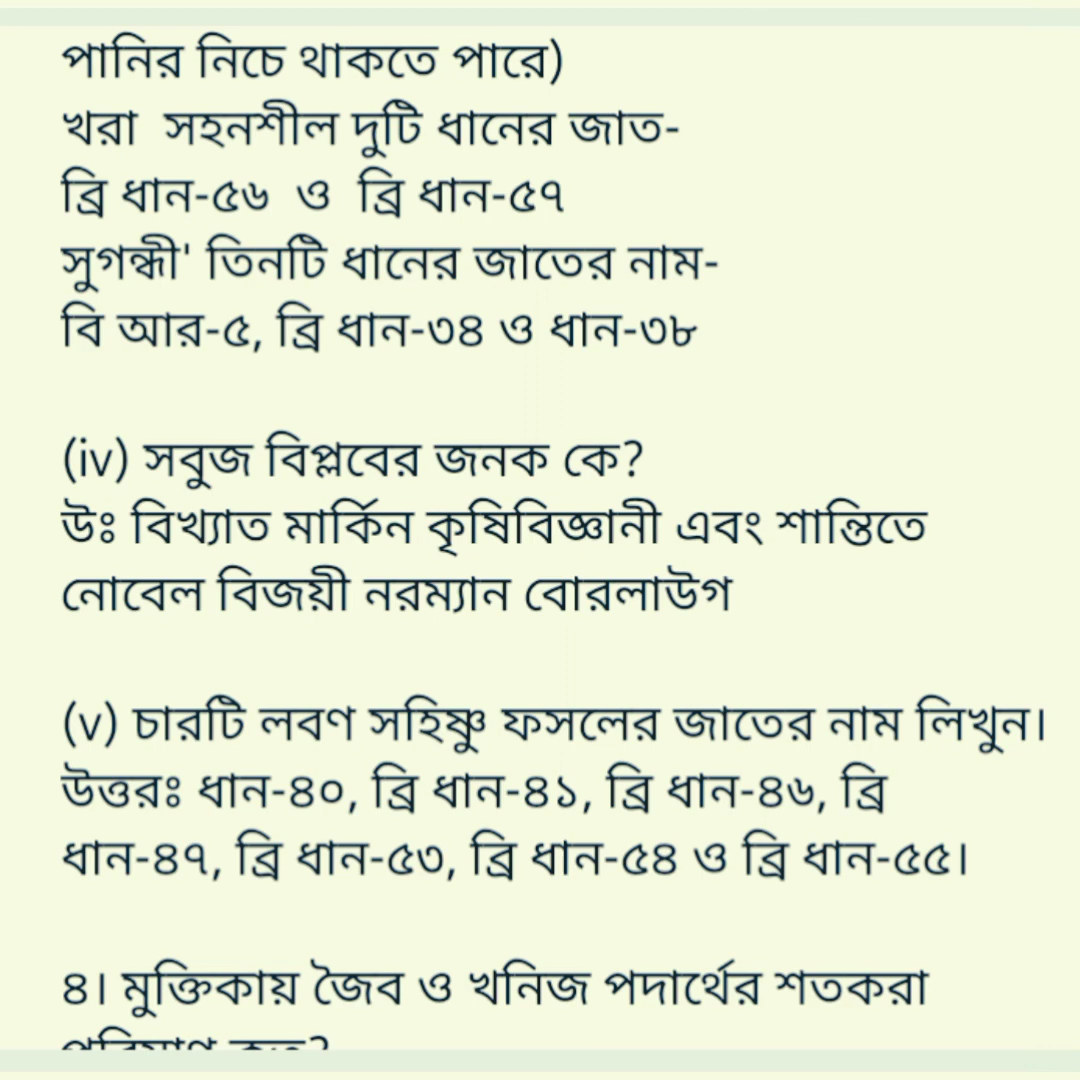 পানির নিচে থাকতে পারে)
খরা  সহনশীল দুটি ধানের জাত-
ব্রি ধান-৫৬  ও  ব্রি ধান-৫৭
সুগন্ধী' তিনটি ধানের জাতের নাম-
বি আর-৫, ব্রি ধান-৩৪ ও ধান-৩৮

(iv) সবুজ বিপ্লবের জনক কে?
উঃ বিখ্যাত মার্কিন কৃষিবিজ্ঞানী এবং শান্তিতে
নোবেল বিজয়ী নরম্যান বোরলাউগ

(v) চারটি লবণ সহিষ্ণু ফসলের জাতের নাম লিখুন।
উত্তরঃ ধান-৪০, ব্রি ধান-৪১, ব্রি ধান-৪৬, ব্রি
ধান-৪৭, ব্রি ধান-৫৩, ব্রি ধান-৫৪ ও ব্রি ধান-৫৫।

৪। মুক্তিকায় জৈব ও খনিজ পদার্থের শতকরা